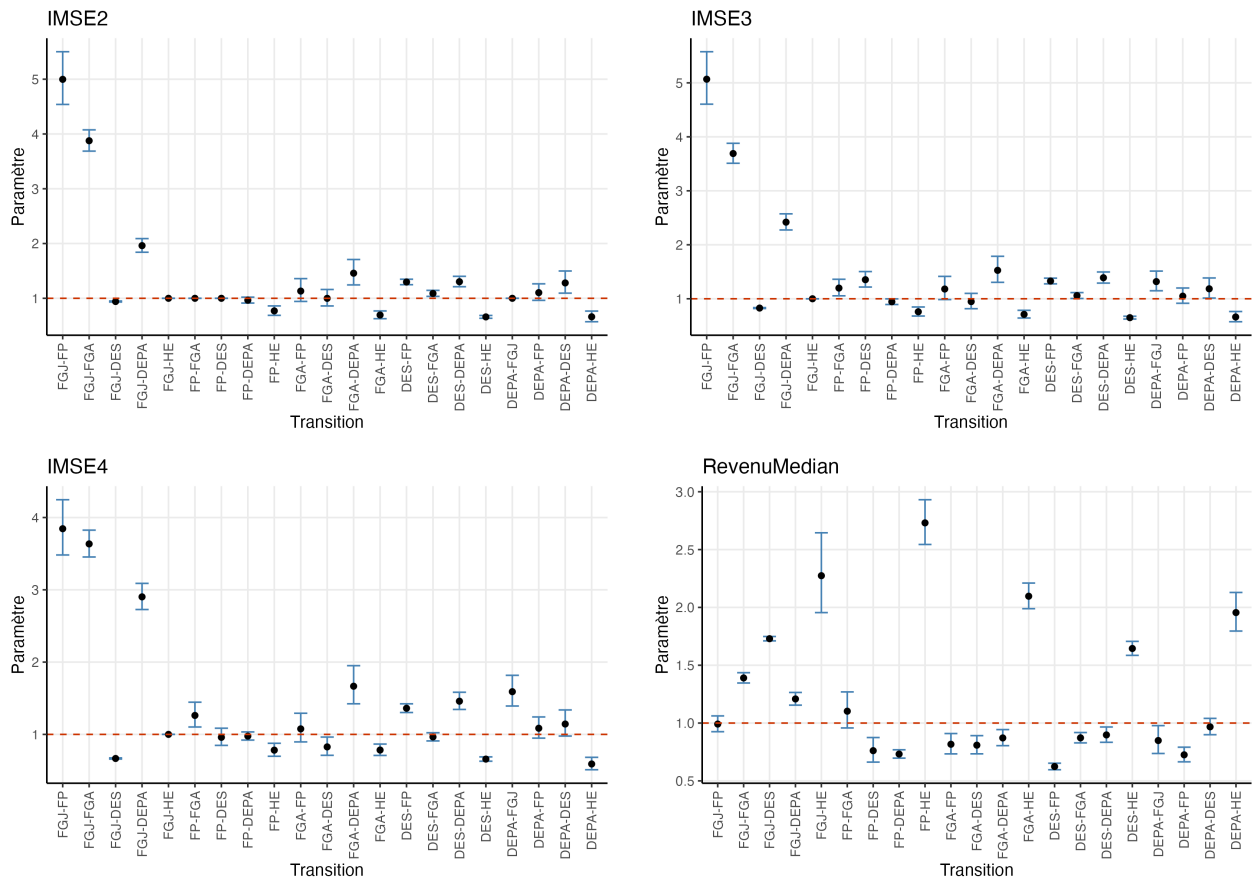 IMSE2
Paramètre
5
4
3
2
1
FGJ-FP
FGJ-FGA
FGJ-DES
FGJ-DEPA
FGJ-HE
FP-FGA
FP-DES
FP-DEPA
FP-HE
FGA-FP
FGA-DES
FGA-DEPA
FGA-HE
DES-FP
DES-FGA
DES-DEPA
DES-HE
DEPA-FGJ
DEPA-FP
DEPA-DES
DEPA-HE
Transition
IMSE3
Paramètre
5
4
3
2
1
FGJ-FP
FGJ-FGA
FGJ-DES
FGJ-DEPA
FGJ-HE
FP-FGA
FP-DES
FP-DEPA
FP-HE
FGA-FP
FGA-DES
FGA-DEPA
FGA-HE
DES-FP
DES-FGA
DES-DEPA
DES-HE
DEPA-FGJ
DEPA-FP
DEPA-DES
DEPA-HE
Transition
IMSE4
Paramètre
4
3
2
1
FGJ-FP
FGJ-FGA
FGJ-DES
FGJ-DEPA
FGJ-HE
FP-FGA
FP-DES
FP-DEPA
FP-HE
FGA-FP
FGA-DES
FGA-DEPA
FGA-HE
DES-FP
DES-FGA
DES-DEPA
DES-HE
DEPA-FGJ
DEPA-FP
DEPA-DES
DEPA-HE
Transition
RevenuMedian
Paramètre
3.0
2.5
2.0
1.5
1.0
0.5
FGJ-FP
FGJ-FGA
FGJ-DES
FGJ-DEPA
FGJ-HE
FP-FGA
FP-DES
FP-DEPA
FP-HE
FGA-FP
FGA-DES
FGA-DEPA
FGA-HE
DES-FP
DES-FGA
DES-DEPA
DES-HE
DEPA-FGJ
DEPA-FP
DEPA-DES
DEPA-HE
Transition